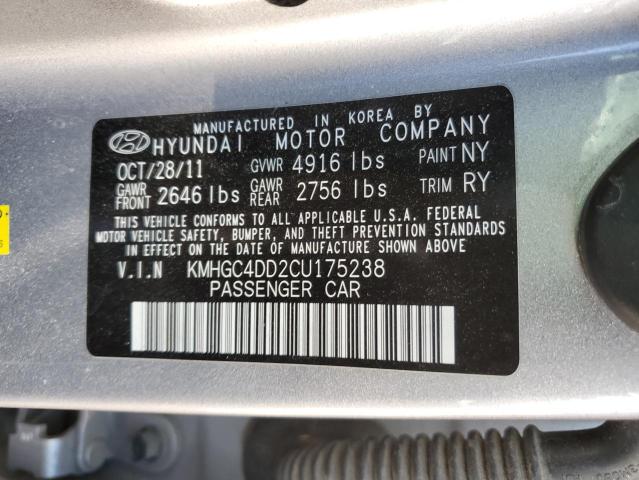 MANUFACTURED IN KOREA BY
HYUNDAI MOTOR COMPANY
OCT/28/11 GVWR 4916 lbs PAINT NY
GAWR FRONT 2646 lbs GAWR REAR 2756 lbs TRIM RY
THIS VEHICLE CONFORMS TO ALL APPLICABLE U.S.A. FEDERAL
MOTOR VEHICLE SAFETY, BUMPER, AND THEFT PREVENTION STANDARDS
IN EFFECT ON THE DATE OF MANUFACTURE SHOWN ABOVE.
V.I.N KMHGC4DD2CU175238
PASSENGER CAR